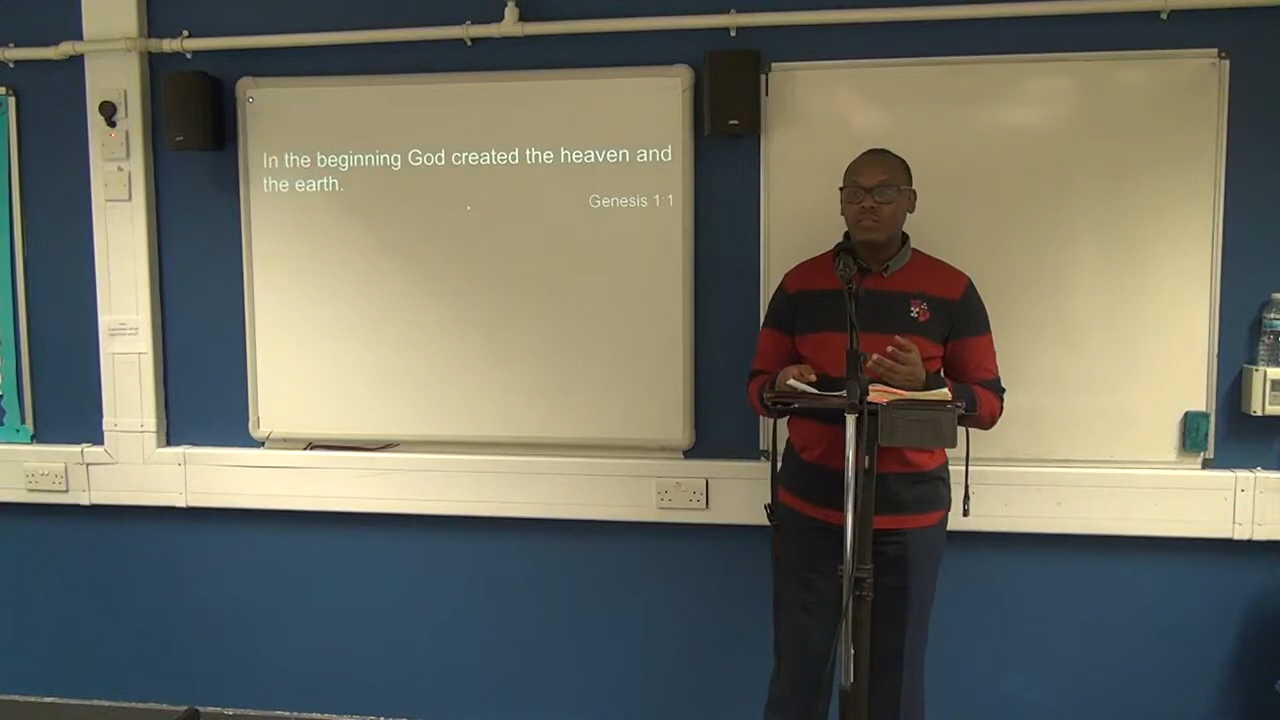 In the beginning God created the heaven and
the earth.
Genesis 1:1